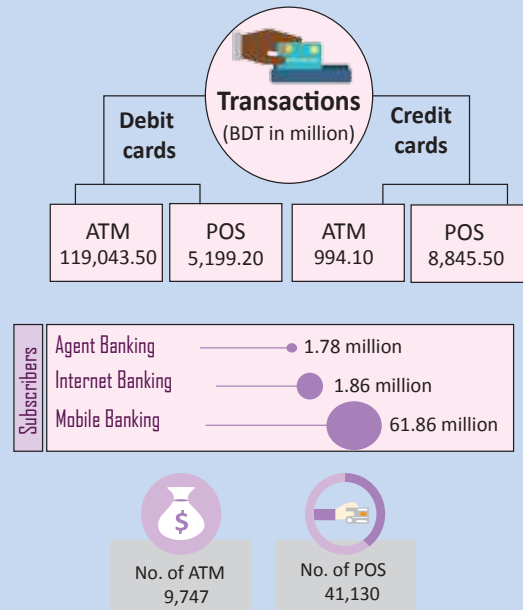 Transactions
(BDT in million)
Debit
cards
Credit
cards
ATM
119,043.50
POS
5,199.20
ATM
994.10
POS
8,845.50
Subscribers
Agent Banking 1.78 million
Internet Banking 1.86 million
Mobile Banking 61.86 million
$
No. of ATM
9,747
No. of POS
41,130